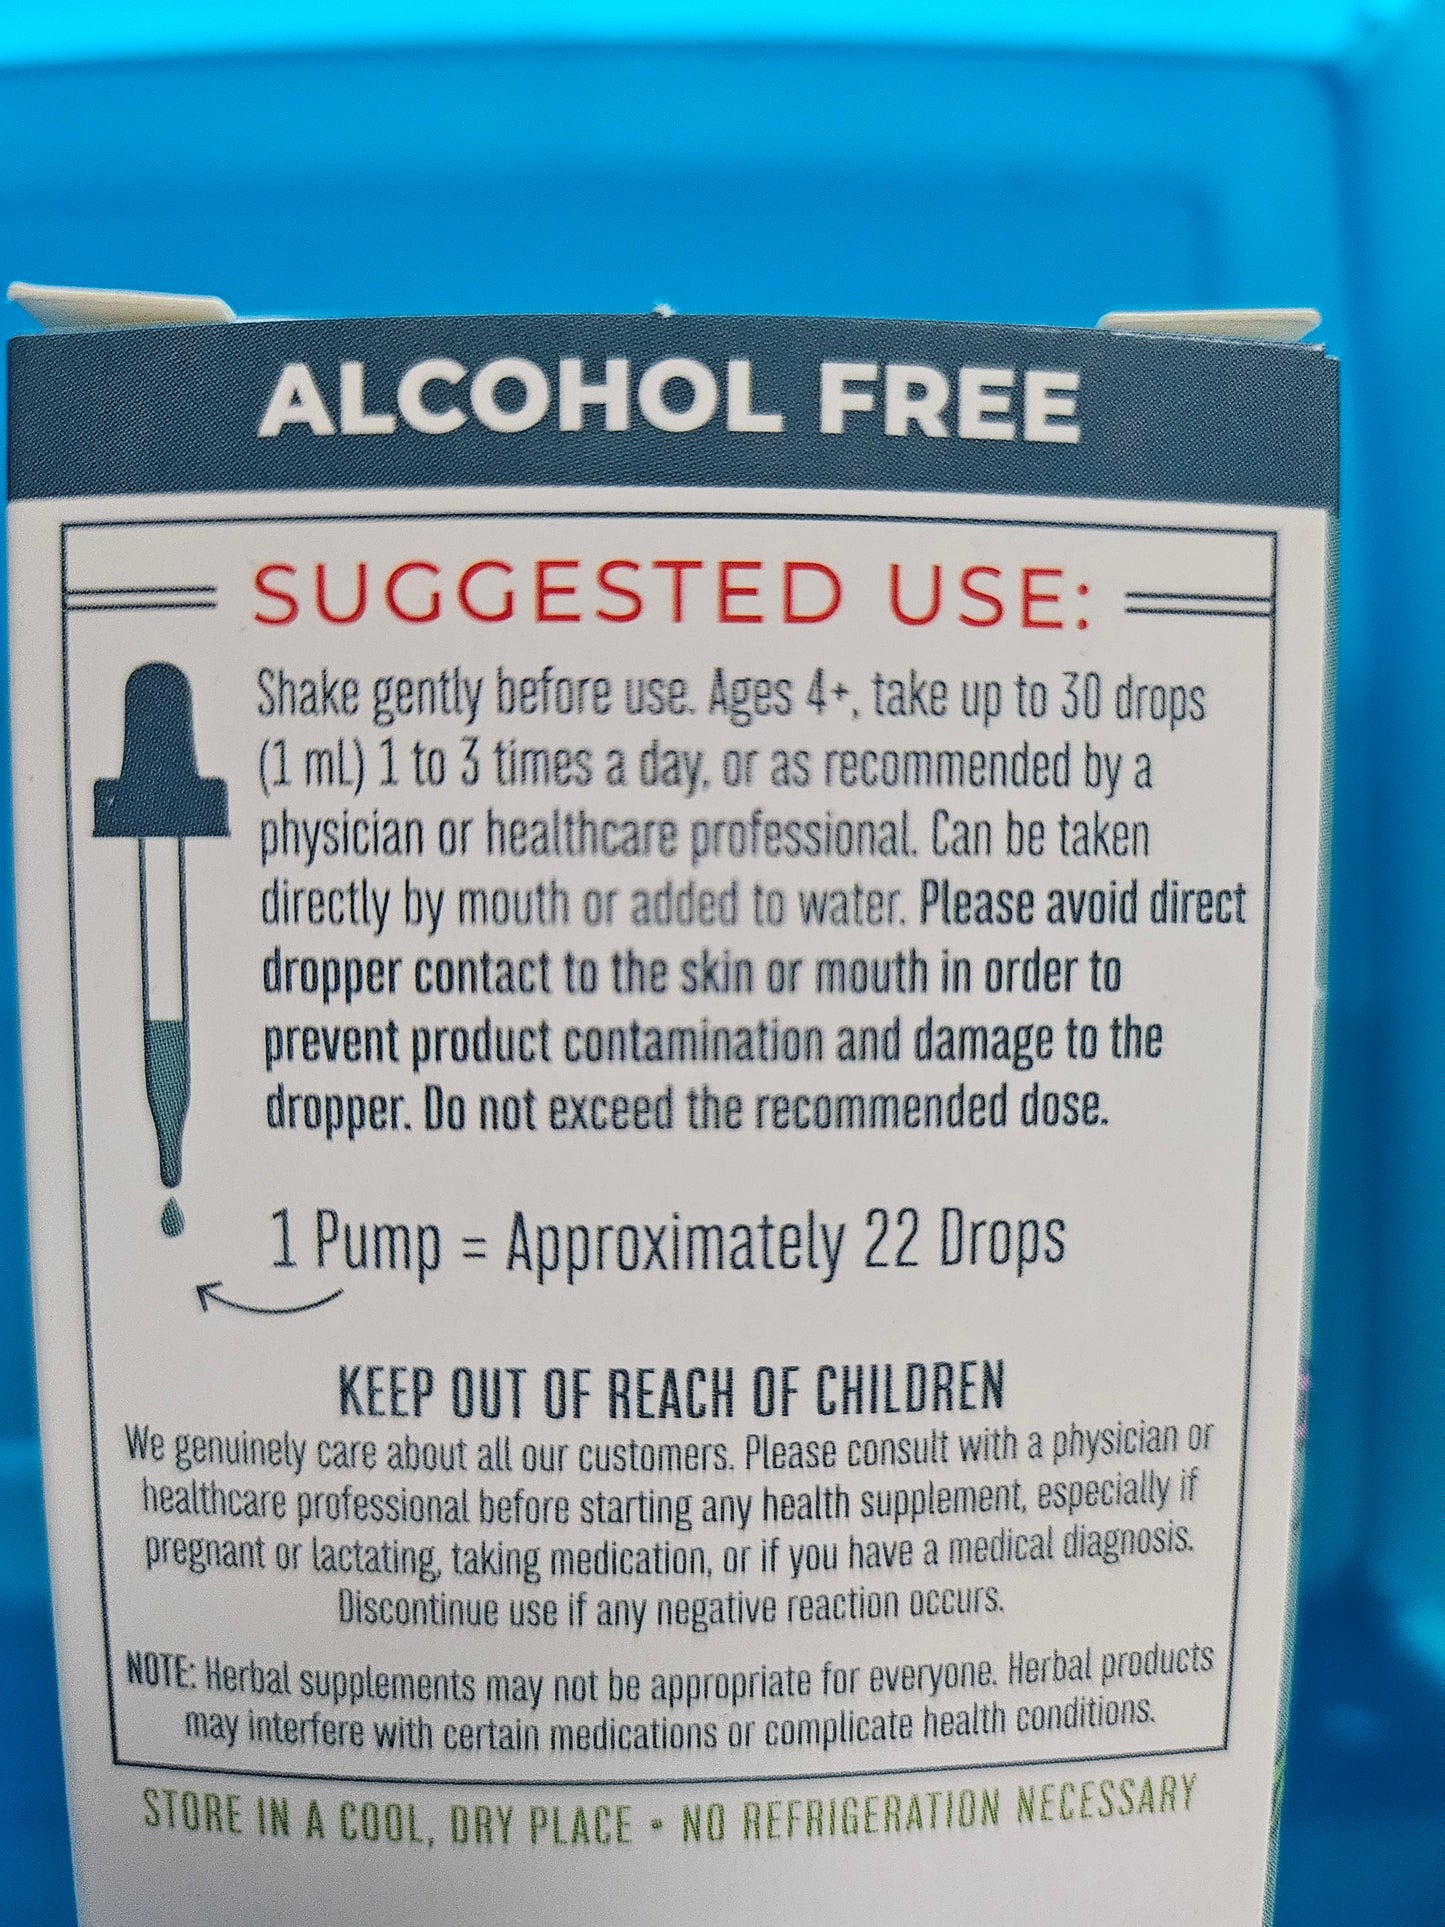 ALCOHOL FREE
SUGGESTED USE:
Shake gently before use. Ages 4+, take up to 30 drops
(1 mL) 1 to 3 times a day, or as recommended by a
physician or healthcare professional. Can be taken
directly by mouth or added to water. Please avoid direct
dropper contact to the skin or mouth in order to
prevent product contamination and damage to the
dropper. Do not exceed the recommended dose.
1 Pump = Approximately 22 Drops
KEEP OUT OF REACH OF CHILDREN
We genuinely care about all our customers. Please consult with a physician or
healthcare professional before starting any health supplement, especially if
pregnant or lactating, taking medication, or if you have a medical diagnosis.
Discontinue use if any negative reaction occurs.
NOTE: Herbal supplements may not be appropriate for everyone. Herbal products
may interfere with certain medications or complicate health conditions.
STORE IN A COOL, DRY PLACE • NO REFRIGERATION NECESSARY